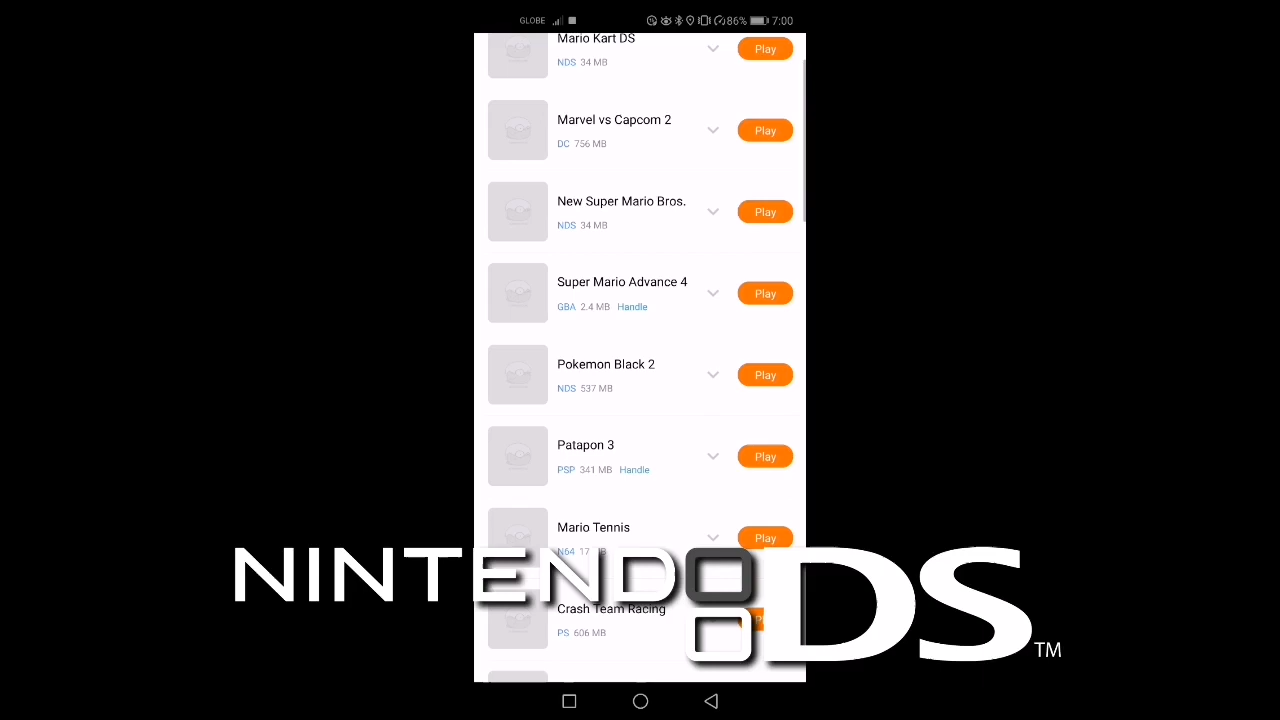 GLOBE 86% 7:00
Mario Kart DS
NDS 34 MB
Play
Marvel vs Capcom 2
DC 756 MB
Play
New Super Mario Bros.
NDS 34 MB
Play
Super Mario Advance 4
GBA 2.4 MB Handle
Play
Pokemon Black 2
NDS 537 MB
Play
Patapon 3
PSP 341 MB Handle
Play
Mario Tennis
N64
Play
NINTENDO DS TM
Crash Team Racing
PS 606 MB